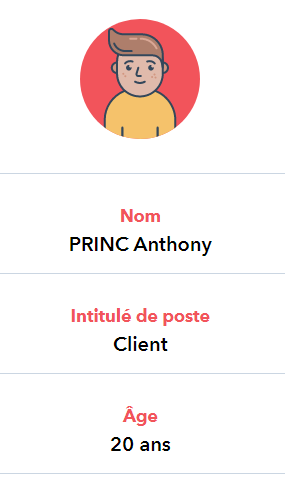 Nom
PRINC Anthony
Intitulé de poste
Client
Âge
20 ans